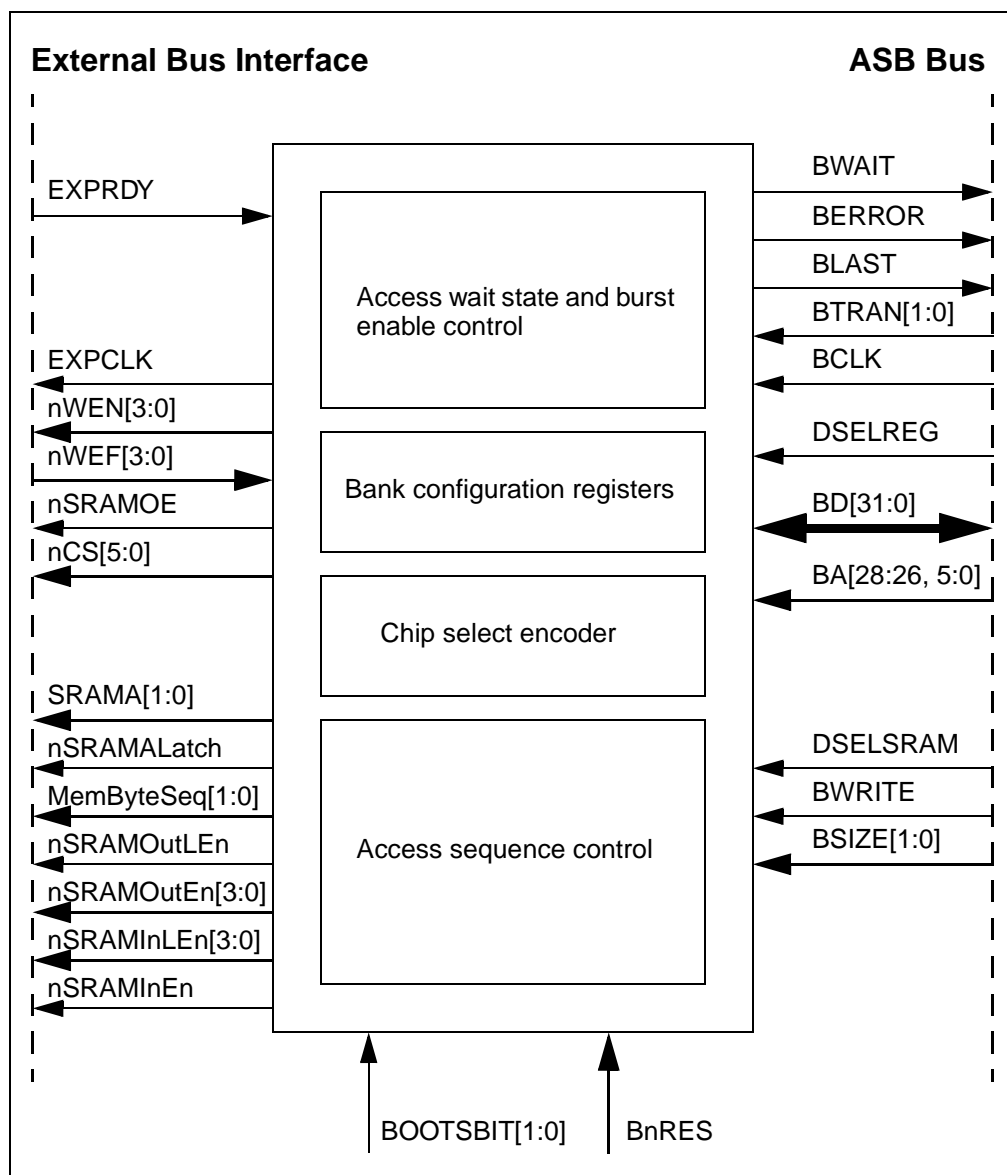 External Bus Interface
ASB Bus
EXPRDY
EXPCLK
nWEN[3:0]
nWEF[3:0]
nSRAMOE
nCS[5:0]
SRAMA[1:0]
nSRAMALatch
MemByteSeq[1:0]
nSRAMOutLEn
nSRAMOutEn[3:0]
nSRAMInLEn[3:0]
nSRAMInEn
Access wait state and burst
enable control
Bank configuration registers
Chip select encoder
Access sequence control
BWAIT
BERROR
BLAST
BTRAN[1:0]
BCLK
DSELREG
BD[31:0]
BA[28:26, 5:0]
DSELSRAM
BWRITE
BSIZE[1:0]
BOOTSBIT[1:0]
BnRES